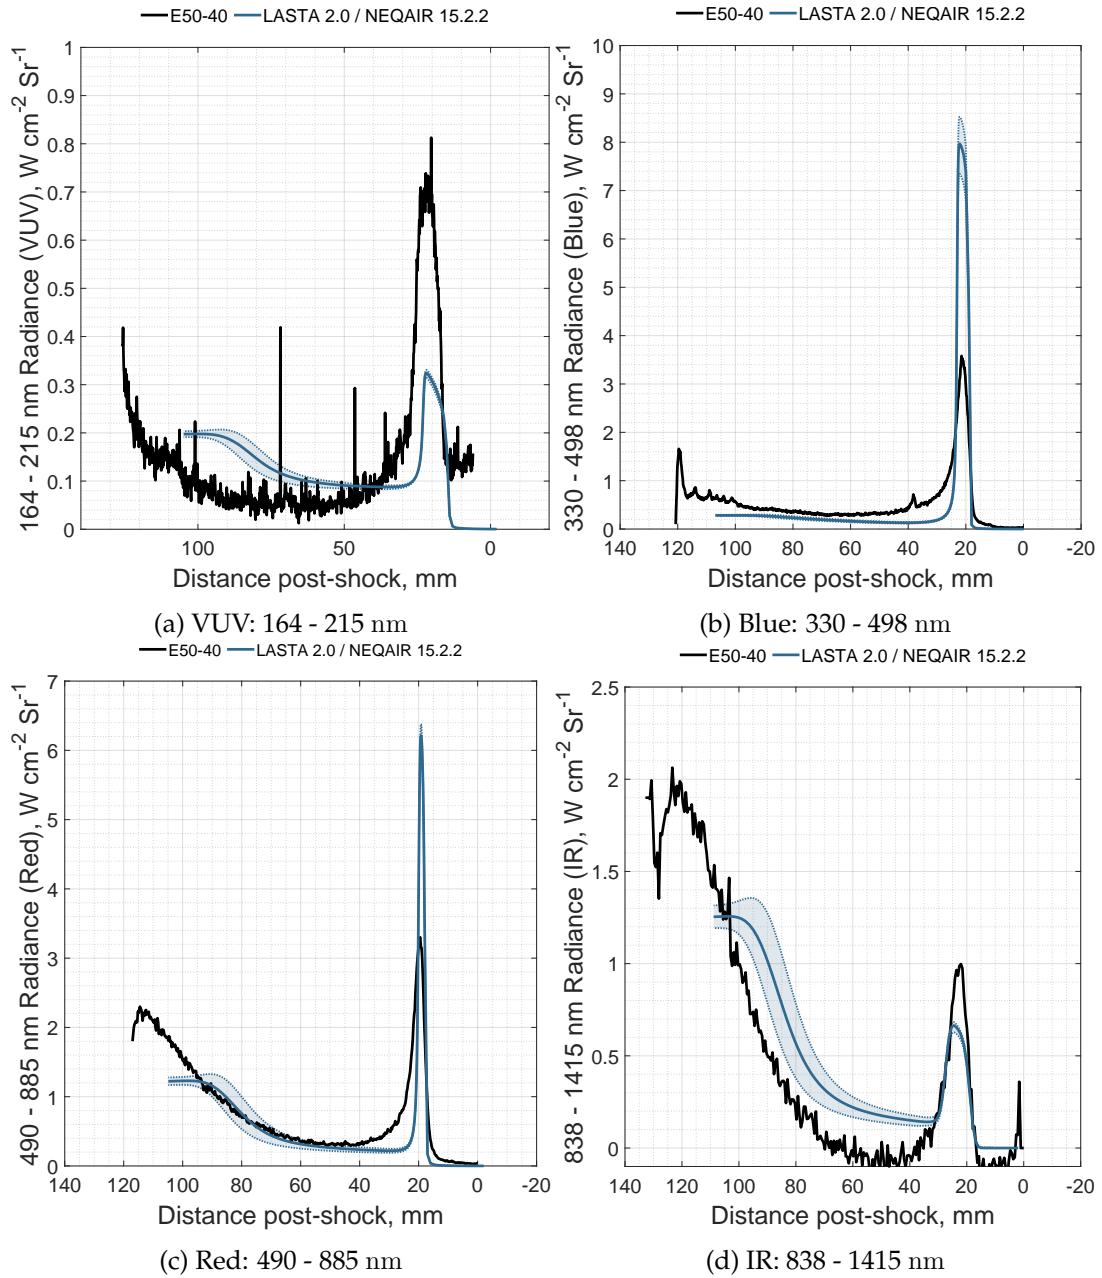 E50-40 LASTA 2.0 / NEQAIR 15.2.2
164 - 215 nm Radiance (VUV), W cm-2 Sr-1
1
0.9
0.8
0.7
0.6
0.5
0.4
0.3
0.2
0.1
0
100 50 0
Distance post-shock, mm
(a) VUV: 164 - 215 nm
E50-40 LASTA 2.0 / NEQAIR 15.2.2
330 - 498 nm Radiance (Blue), W cm-2 Sr-1
10
9
8
7
6
5
4
3
2
1
0
140 120 100 80 60 40 20 0 -20
Distance post-shock, mm
(b) Blue: 330 - 498 nm
E50-40 LASTA 2.0 / NEQAIR 15.2.2
490 - 885 nm Radiance (Red), W cm-2 Sr-1
7
6
5
4
3
2
1
0
140 120 100 80 60 40 20 0 -20
Distance post-shock, mm
(c) Red: 490 - 885 nm
E50-40 LASTA 2.0 / NEQAIR 15.2.2
838 - 1415 nm Radiance (IR), W cm-2 Sr-1
2.5
2
1.5
1
0.5
0
140 120 100 80 60 40 20 0 -20
Distance post-shock, mm
(d) IR: 838 - 1415 nm